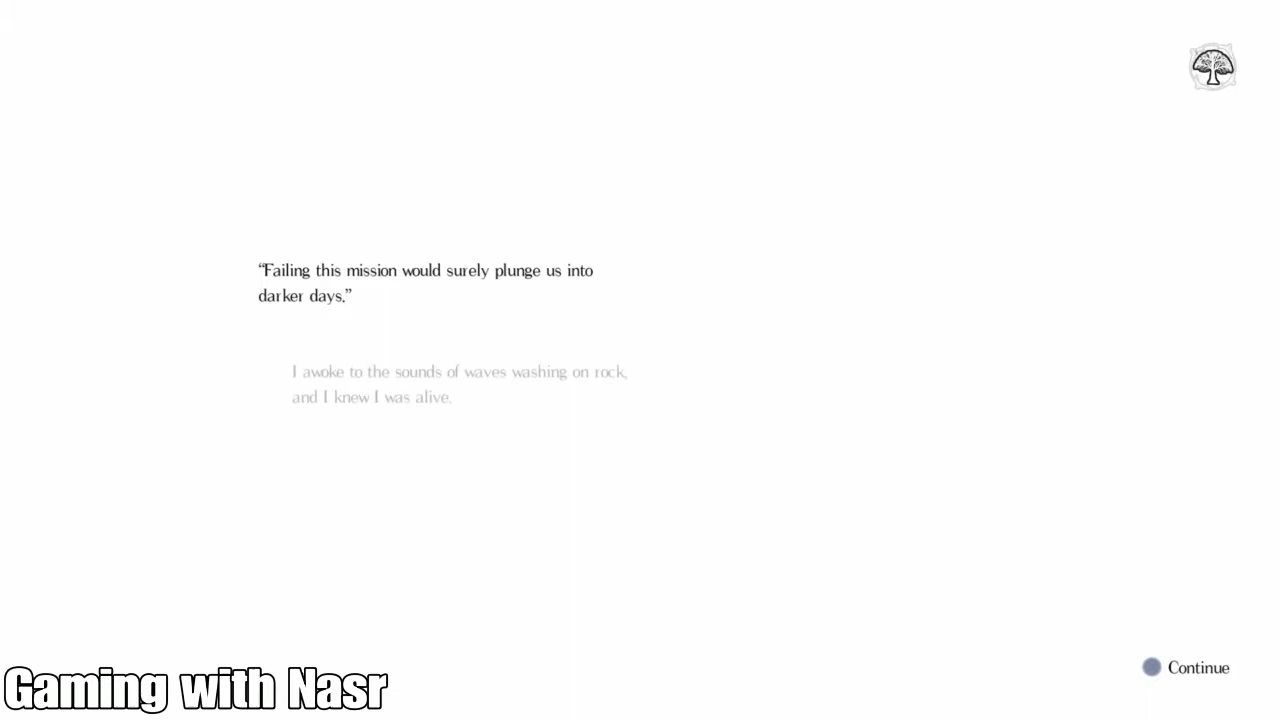 “Failing this mission would surely plunge us into
darker days.”
I awoke to the sounds of waves washing on rock,
and I knew I was alive.
Continue
Gaming with Nasr